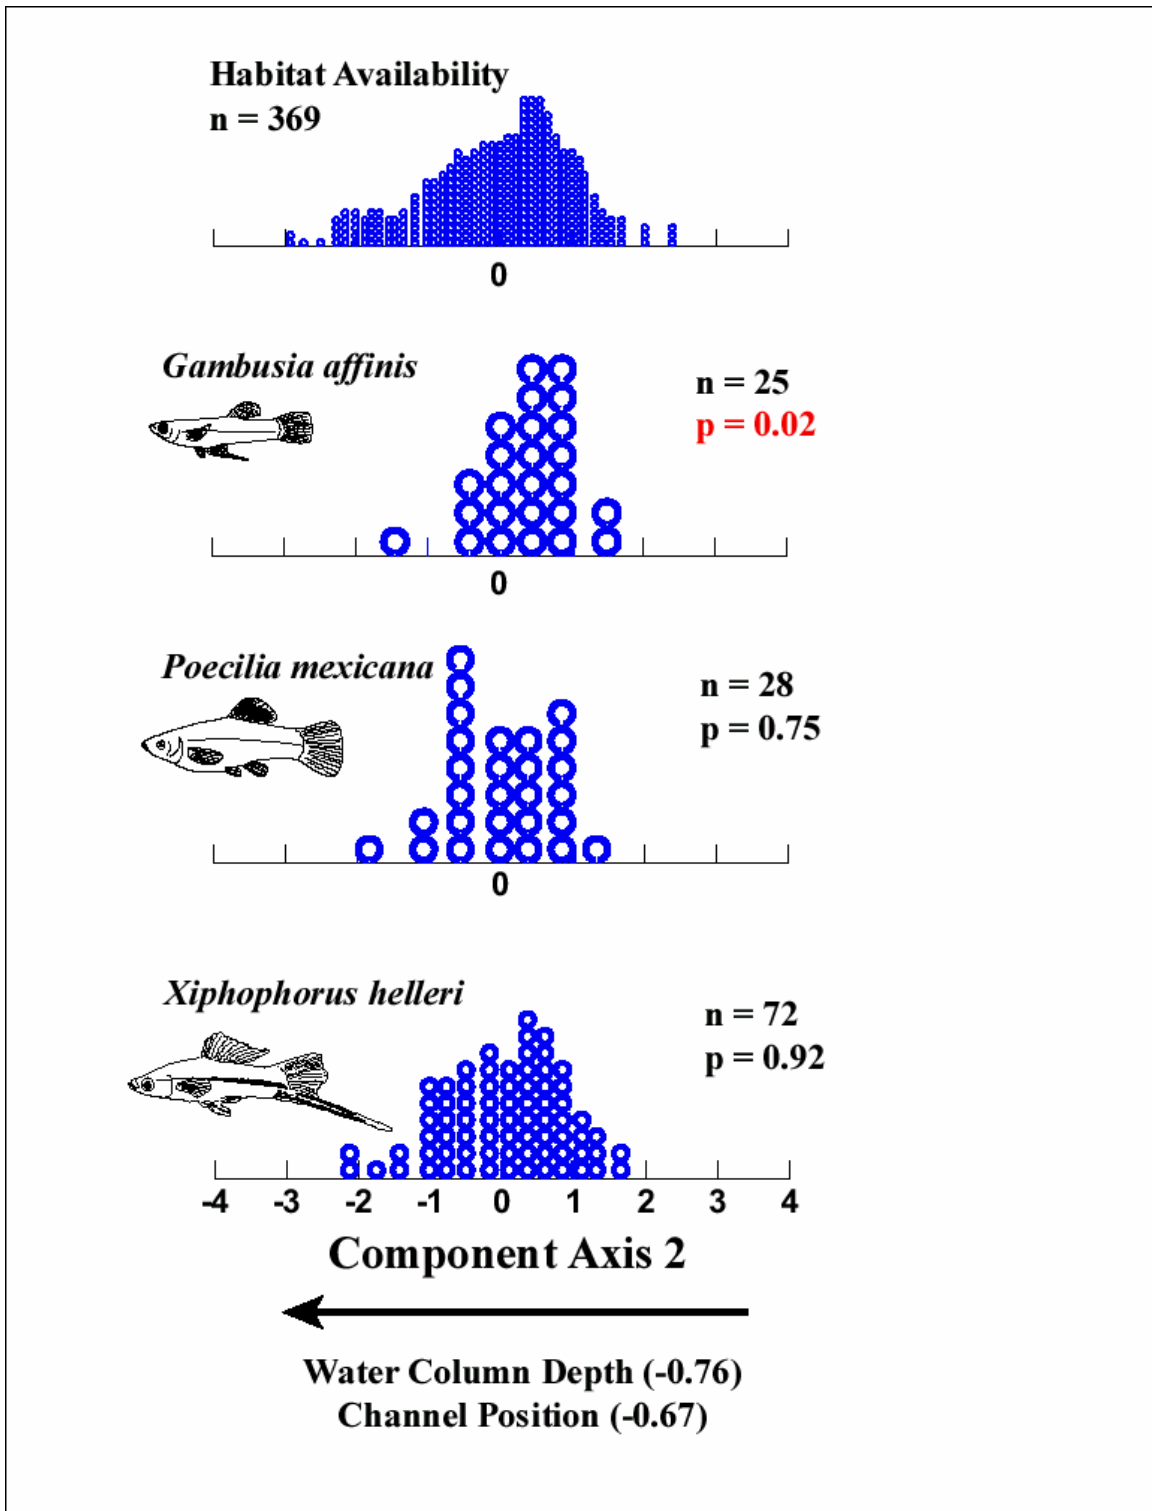 Habitat Availability
n = 369
0
Gambusia affinis
n = 25
p = 0.02
0
Poecilia mexicana
n = 28
p = 0.75
0
Xiphophorus helleri
n = 72
p = 0.92
-4 -3 -2 -1 0 1 2 3 4
Component Axis 2
Water Column Depth (-0.76)
Channel Position (-0.67)